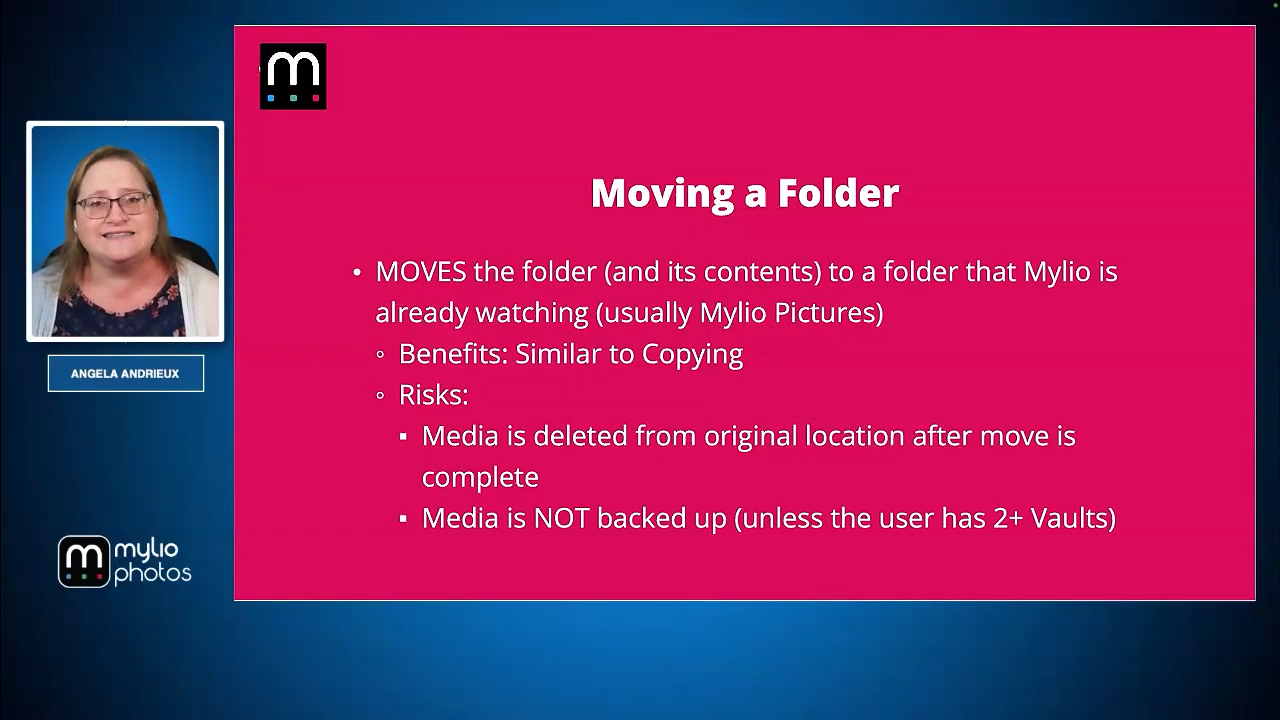 m
Moving a Folder
• MOVES the folder (and its contents) to a folder that Mylio is
already watching (usually Mylio Pictures)
◦ Benefits: Similar to Copying
◦ Risks:
▪ Media is deleted from original location after move is
complete
▪ Media is NOT backed up (unless the user has 2+ Vaults)
ANGELA ANDRIEUX
m mylio
photos